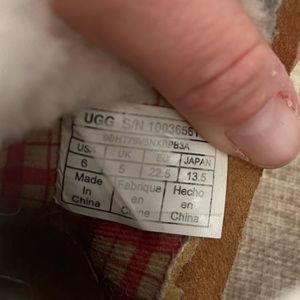 UGG S/N 1003656
US UK EU JAPAN
6 5 22.5 13.5
Made Fabrique Hecho
In en en
China Chine China